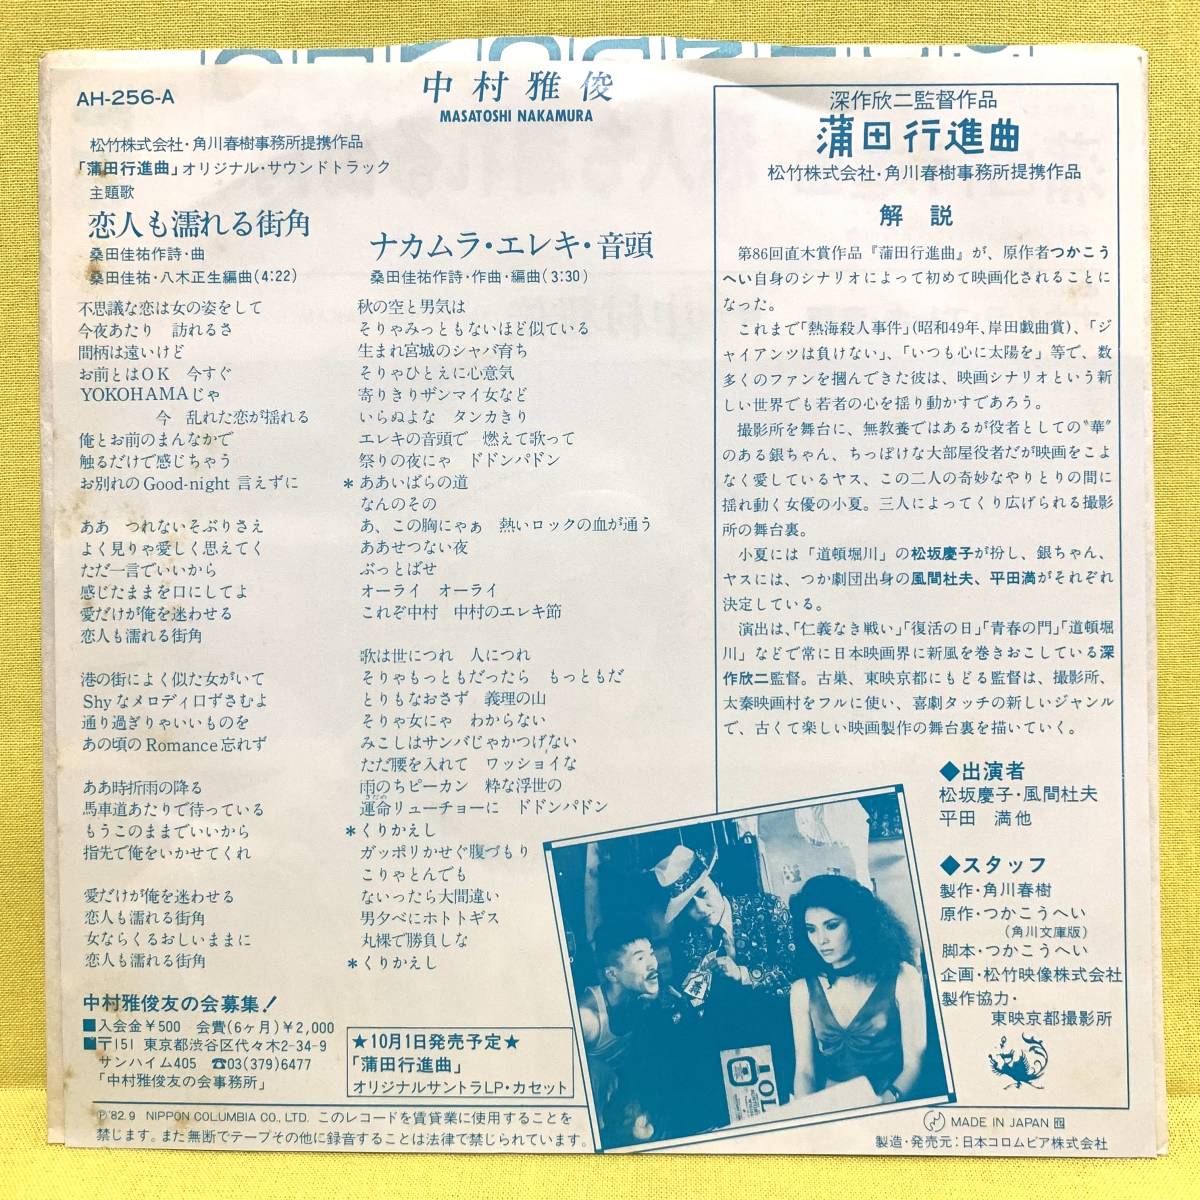 AH-256-A
中村雅俊
MASATOSHI NAKAMURA
松竹株式会社・角川春樹事務所提携作品
「蒲田行進曲」オリジナル・サウンドトラック
主題歌
恋人も濡れる街角
桑田佳祐作詩・曲
桑田佳祐・八木正生編曲(4:22)
不思議な恋は女の姿をして
今夜あたり 訪れるさ
間柄は遠いけど
お前とはOK 今すぐ
YOKOHAMAじゃ
今 乱れた恋が揺れる
俺とお前のまんなかで
触るだけで感じちゃう
お別れのGood-night 言えずに
ああ つれないそぶりさえ
よく見りゃ愛しく思えてく
ただ一言でいいから
感じたままを口にしてよ
愛だけが俺を迷わせる
恋人も濡れる街角
港の街によく似た女がいて
Shyなメロディ口ずさむよ
通り過ぎりゃいいものを
あの頃のRomance忘れず
ああ時折雨の降る
馬車道あたりで待っている
もうこのままでいいから
指先で俺をいかせてくれ
愛だけが俺を迷わせる
恋人も濡れる街角
女ならくるおしいままに
恋人も濡れる街角
ナカムラ・エレキ・音頭
桑田佳祐作詩・作曲・編曲(3:30)
秋の空と男気は
そりゃみっともないほど似ている
生まれ宮城のシャバ育ち
そりゃひとえに心意気
寄りきりザンマイ女など
いらぬよな タンカきり
エレキの音頭で 燃えて歌って
祭りの夜にゃ ドドンパドン
*ああいばらの道
なんのその
あ、この胸にゃぁ 熱いロックの血が通う
ああせつない夜
ぶっとばせ
オーライ オーライ
これぞ中村 中村のエレキ節
歌は世につれ 人につれ
そりゃもっともだったら もっともだ
とりもなおさず 義理の山
そりゃ女にゃ わからない
みこしはサンバじゃかつげない
ただ腰を入れて ワッショイな
雨のちピーカン 粋な浮世の
運命リューチョーに ドドンパドン
*くりかえし
ガッポリかせぐ腹づもり
こりゃとんでも
ないったら大間違い
男夕べにホトトギス
丸裸で勝負しな
*くりかえし
中村雅俊友の会募集!
■入会金¥500 会費(6ヶ月)¥2,000
■〒151 東京都渋谷区代々木2-34-9
サンハイム405 ☎03(379)6477
「中村雅俊友の会事務所」
★10月1日発売予定★
「蒲田行進曲」
オリジナルサントラLP・カセット
℗'82.9 NIPPON COLUMBIA CO., LTD. このレコードを賃貸業に使用することを
禁じます。また無断でテープその他に録音することは法律で禁じられています。
深作欣二監督作品
蒲田行進曲
松竹株式会社・角川春樹事務所提携作品
解説
第86回直木賞作品『蒲田行進曲』が、原作者つかこう
へい自身のシナリオによって初めて映画化されることに
なった。
これまで「熱海殺人事件」(昭和49年、岸田戯曲賞)、「ジ
ャイアンツは負けない」、「いつも心に太陽を」等で、数
多くのファンを摑んできた彼は、映画シナリオという新
しい世界でも若者の心を揺り動かすであろう。
撮影所を舞台に、無教養ではあるが役者としての〝華〟
のある銀ちゃん、ちっぽけな大部屋役者だが映画をこよ
なく愛しているヤス、この二人の奇妙なやりとりの間に
揺れ動く女優の小夏。三人によってくり広げられる撮影
所の舞台裏。
小夏には「道頓堀川」の松坂慶子が扮し、銀ちゃん、
ヤスには、つか劇団出身の風間杜夫、平田満がそれぞれ
決定している。
演出は、「仁義なき戦い」「復活の日」「青春の門」「道頓堀
川」などで常に日本映画界に新風を巻きおこしている深
作欣二監督。古巣、東映京都にもどる監督は、撮影所、
太秦映画村をフルに使い、喜劇タッチの新しいジャンル
で、古くて楽しい映画製作の舞台裏を描いていく。
◆出演者
松坂慶子・風間杜夫
平田 満他
◆スタッフ
製作・角川春樹
原作・つかこうへい
(角川文庫版)
脚本・つかこうへい
企画・松竹映像株式会社
製作協力・
東映京都撮影所
MADE IN JAPAN
製造・発売元:日本コロムビア株式会社